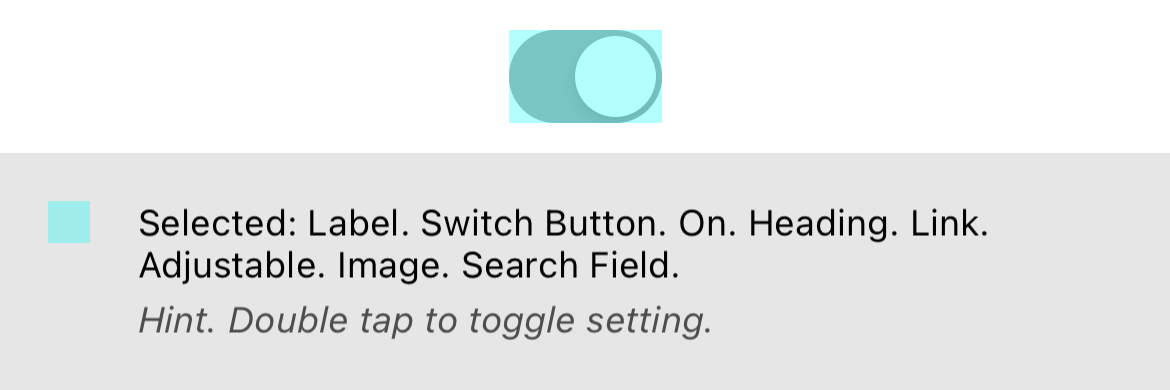 Selected: Label. Switch Button. On. Heading. Link.
Adjustable. Image. Search Field.
Hint. Double tap to toggle setting.